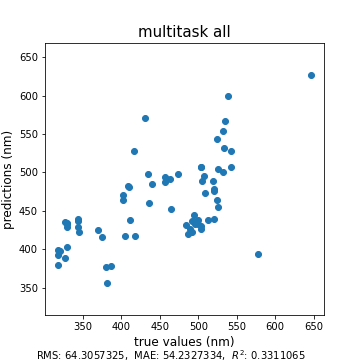 multitask all
predictions (nm)
650
600
550
500
450
400
350
350 400 450 500 550 600 650
true values (nm)
RMS: 64.3057325, MAE: 54.2327334, R²: 0.3311065